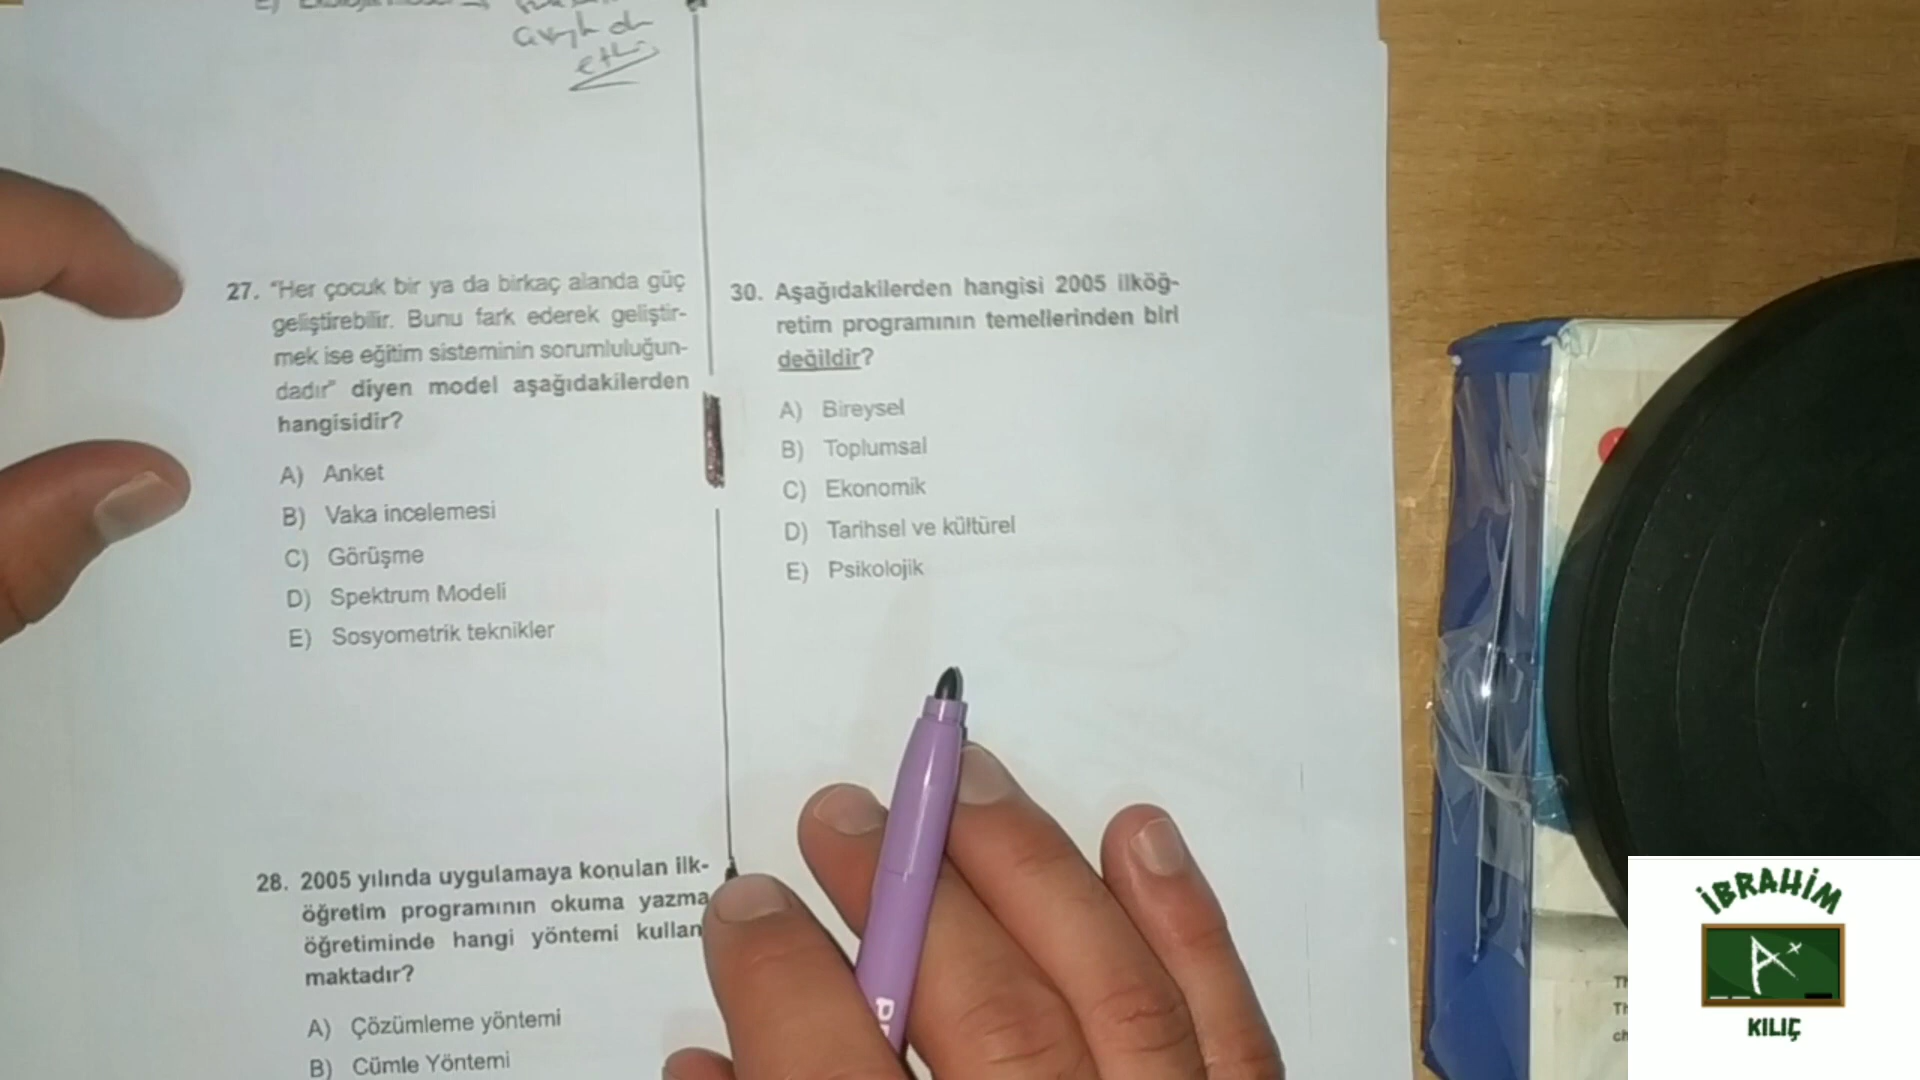 etki
27. "Her çocuk bir ya da birkaç alanda güç
geliştirebilir. Bunu fark ederek geliştir-
mek ise eğitim sisteminin sorumluluğun-
dadır" diyen model aşağıdakilerden
hangisidir?
A) Anket
B) Vaka incelemesi
C) Görüşme
D) Spektrum Modeli
E) Sosyometrik teknikler
28. 2005 yılında uygulamaya konulan ilk-
öğretim programının okuma yazma
öğretiminde hangi yöntemi kullan
maktadır?
A) Çözümleme yöntemi
B) Cümle Yöntemi
30. Aşağıdakilerden hangisi 2005 ilköğ-
retim programının temellerinden biri
değildir?
A) Bireysel
B) Toplumsal
C) Ekonomik
D) Tarihsel ve kültürel
E) Psikolojik
İBRAHİM
A+
KILIÇ